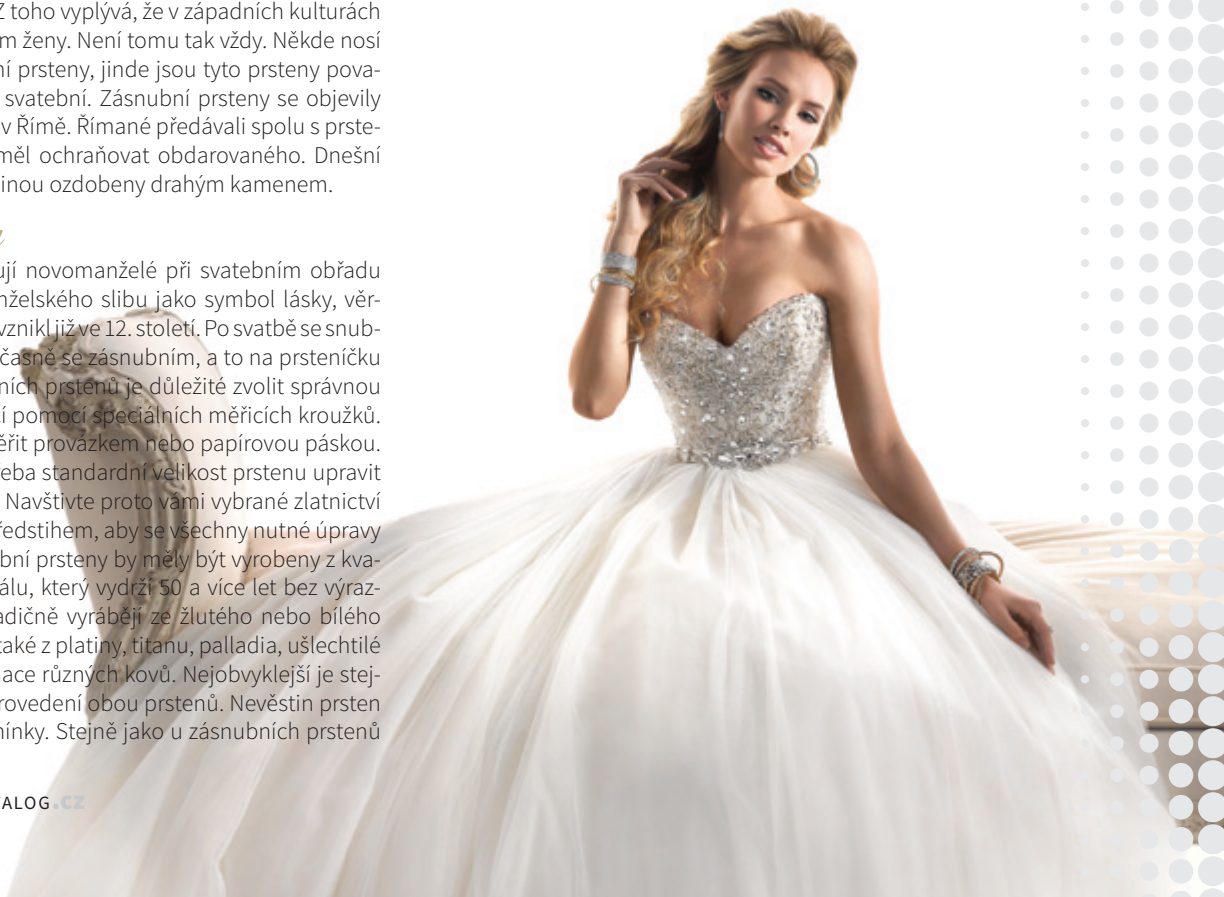 Z toho vyplývá, že v západních kulturách
m ženy. Není tomu tak vždy. Někde nosí
ní prsteny, jinde jsou tyto prsteny pova-
svatební. Zásnubní prsteny se objevily
v Římě. Římané předávali spolu s prste-
měl ochraňovat obdarovaného. Dnešní
inou ozdobeny drahým kamenem.
ují novomanželé při svatebním obřadu
nželského slibu jako symbol lásky, věr-
vznikl již ve 12. století. Po svatbě se snub-
časně se zásnubním, a to na prsteníčku
ních prstenů je důležité zvolit správnou
čí pomocí speciálních měřicích kroužků.
ěřit provázkem nebo papírovou páskou.
eba standardní velikost prstenu upravit
Navštivte proto vámi vybrané zlatnictví
ředstihem, aby se všechny nutné úpravy
bní prsteny by měly být vyrobeny z kva-
álu, který vydrží 50 a více let bez výraz-
adičně vyrábějí ze žlutého nebo bílého
také z platiny, titanu, palladia, ušlechtilé
ace různých kovů. Nejobvyklejší je stej-
rovedení obou prstenů. Nevěstin prsten
mínky. Stejně jako u zásnubních prstenů
ALOG.CZ